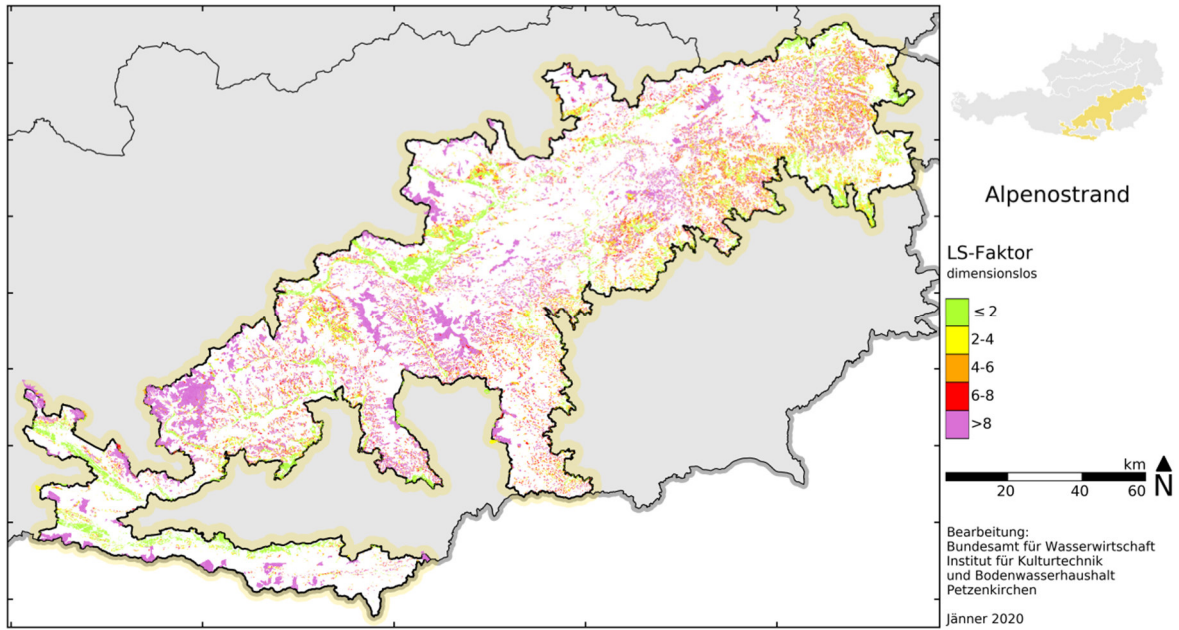 Alpenostrand
LS-Faktor
dimensionslos
≤ 2
2-4
4-6
6-8
>8
km
20 40 60
N
Bearbeitung:
Bundesamt für Wasserwirtschaft
Institut für Kulturtechnik
und Bodenwasserhaushalt
Petzenkirchen
Jänner 2020